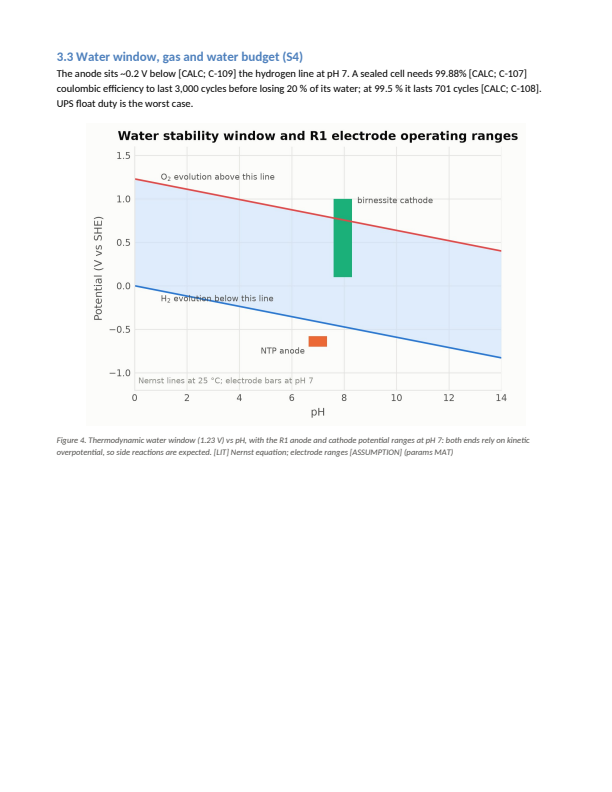 3.3 Water window, gas and water budget (S4)
The anode sits ~0.2 V below [CALC; C-109] the hydrogen line at pH 7. A sealed cell needs 99.88% [CALC; C-107]
coulombic efficiency to last 3,000 cycles before losing 20 % of its water; at 99.5 % it lasts 701 cycles [CALC; C-108].
UPS float duty is the worst case.
Water stability window and R1 electrode operating ranges
1.5
O₂ evolution above this line
1.0
birnessite cathode
0.5
Potential (V vs SHE)
0.0
H₂ evolution below this line
−0.5
NTP anode
−1.0
Nernst lines at 25 °C; electrode bars at pH 7
0 2 4 6 8 10 12 14
pH
Figure 4. Thermodynamic water window (1.23 V) vs pH, with the R1 anode and cathode potential ranges at pH 7: both ends rely on kinetic
overpotential, so side reactions are expected. [LIT] Nernst equation; electrode ranges [ASSUMPTION] (params MAT)